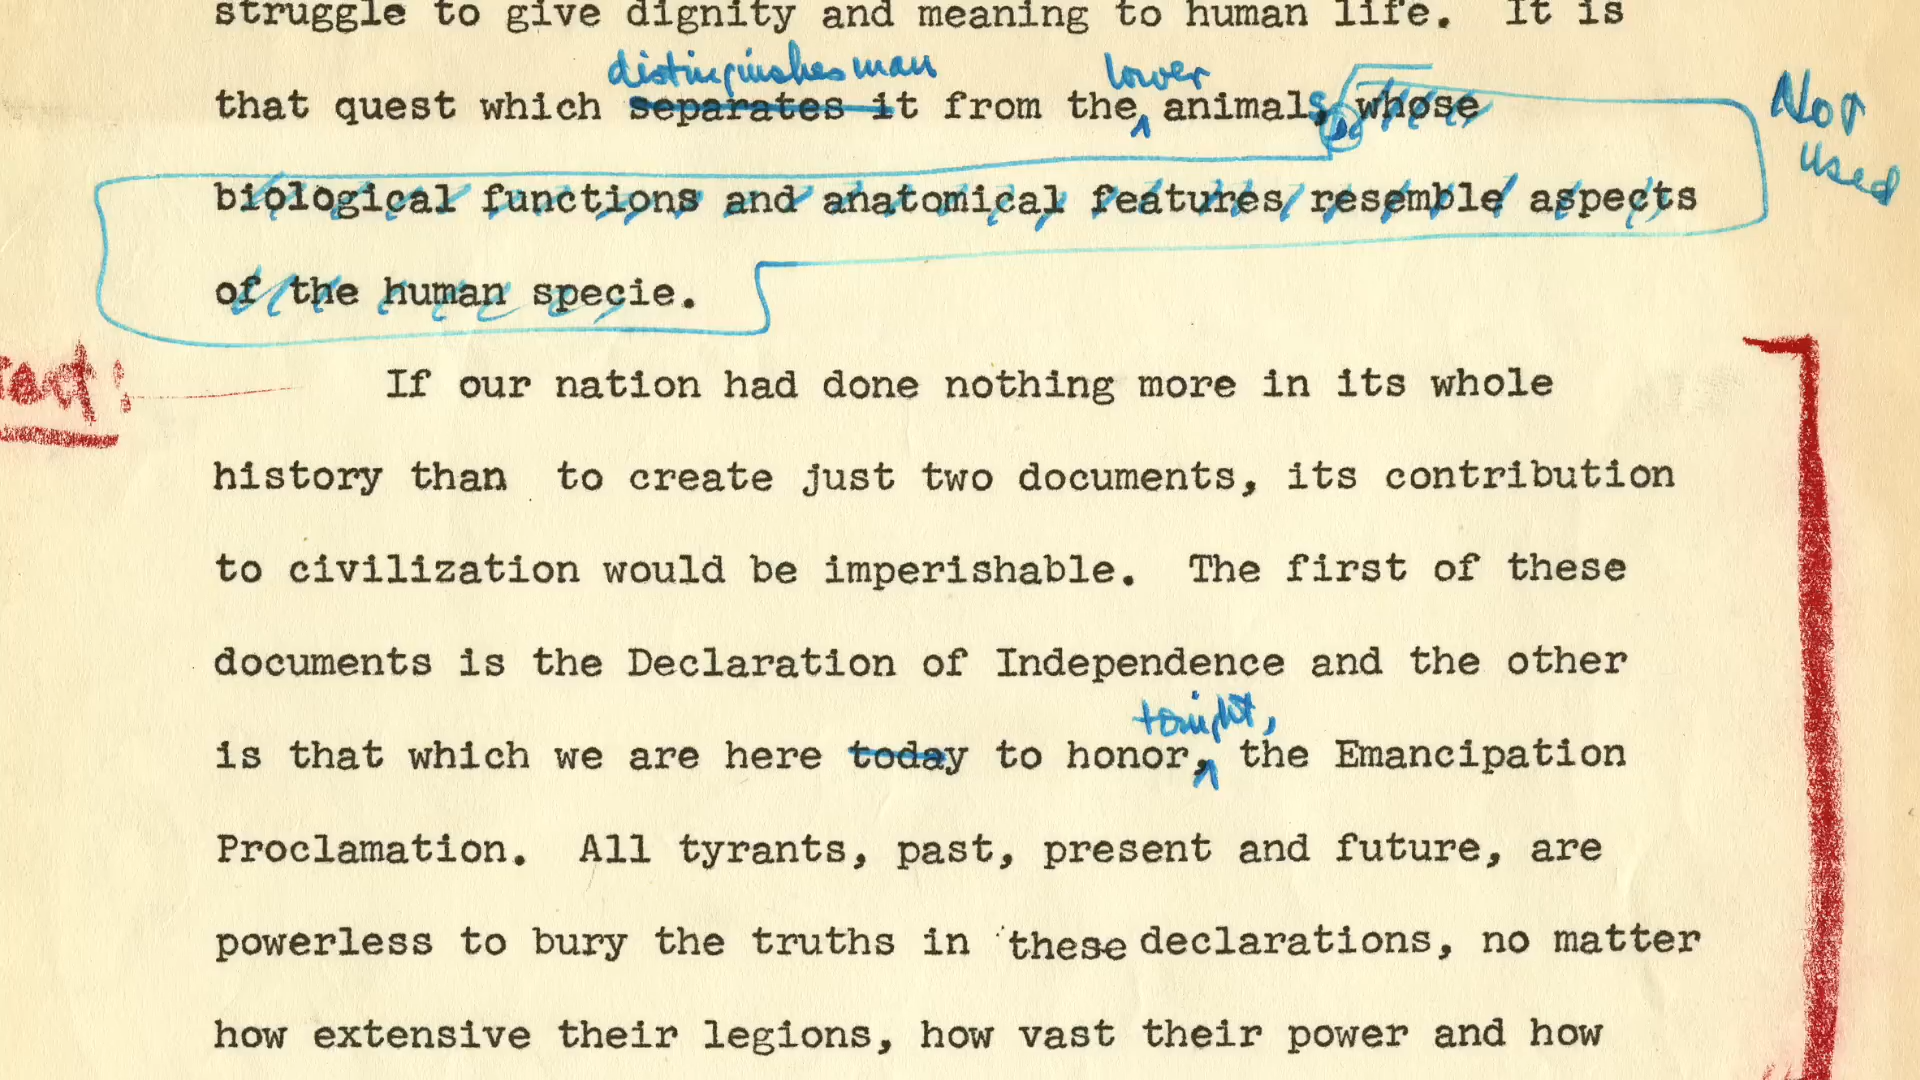 struggle to give dignity and meaning to human life. It is
distinguishes man lower
that quest which separates it from the animals, whose
Not
used
biological functions and anatomical features resemble aspects
of the human specie.
If our nation had done nothing more in its whole
history than to create just two documents, its contribution
to civilization would be imperishable. The first of these
documents is the Declaration of Independence and the other
tonight,
is that which we are here today to honor, the Emancipation
Proclamation. All tyrants, past, present and future, are
powerless to bury the truths in these declarations, no matter
how extensive their legions, how vast their power and how